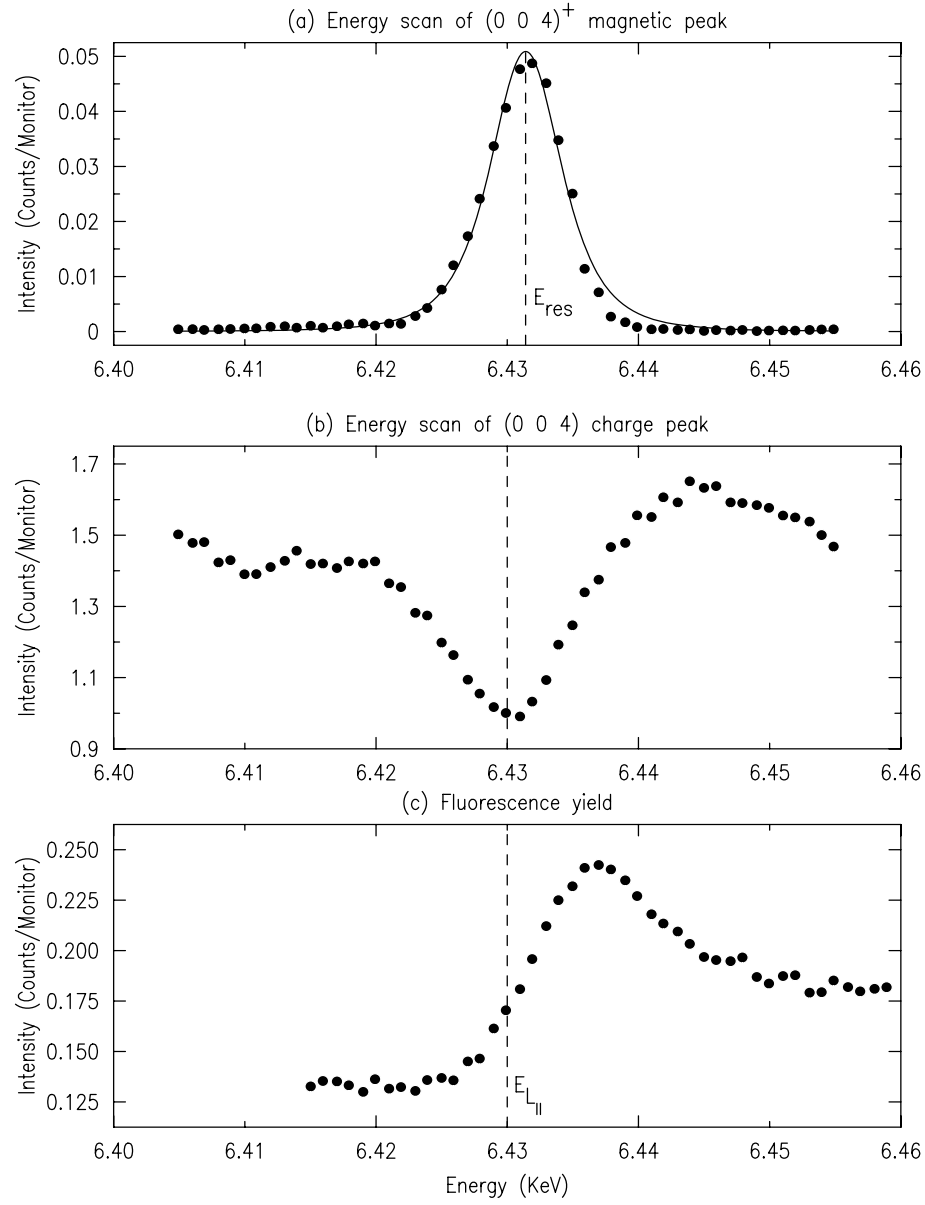 (a) Energy scan of (0 0 4)+ magnetic peak
Intensity (Counts/Monitor)
0.05
0.04
0.03
0.02
0.01
0
E_res
6.40 6.41 6.42 6.43 6.44 6.45 6.46
(b) Energy scan of (0 0 4) charge peak
Intensity (Counts/Monitor)
1.7
1.5
1.3
1.1
0.9
6.40 6.41 6.42 6.43 6.44 6.45 6.46
(c) Fluorescence yield
Intensity (Counts/Monitor)
0.250
0.225
0.200
0.175
0.150
0.125
E_LII
6.40 6.41 6.42 6.43 6.44 6.45 6.46
Energy (KeV)